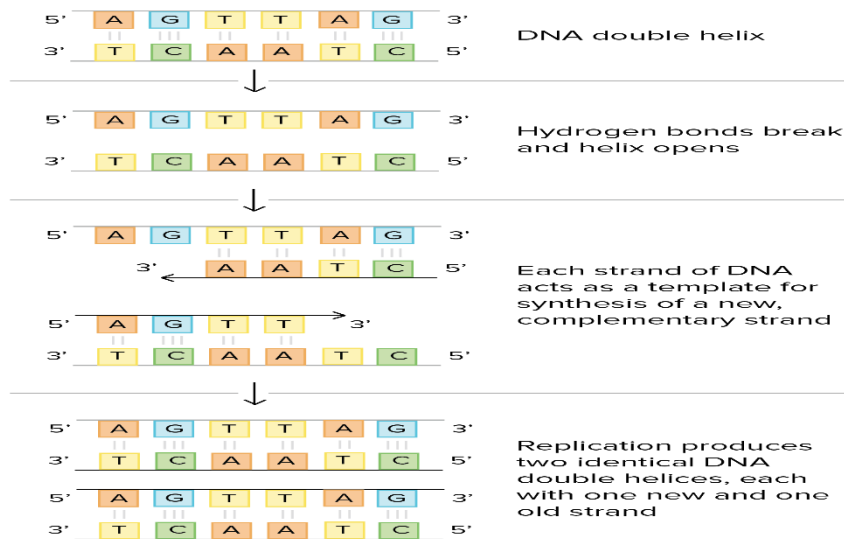 5' A G T T A G 3'
3' T C A A T C 5'
DNA double helix
5' A G T T A G 3'
3' T C A A T C 5'
Hydrogen bonds break
and helix opens
5' A G T T A G 3'
3' A A T C 5'
5' A G T T 3'
3' T C A A T C 5'
Each strand of DNA
acts as a template for
synthesis of a new,
complementary strand
5' A G T T A G 3'
3' T C A A T C 5'
5' A G T T A G 3'
3' T C A A T C 5'
Replication produces
two identical DNA
double helices, each
with one new and one
old strand